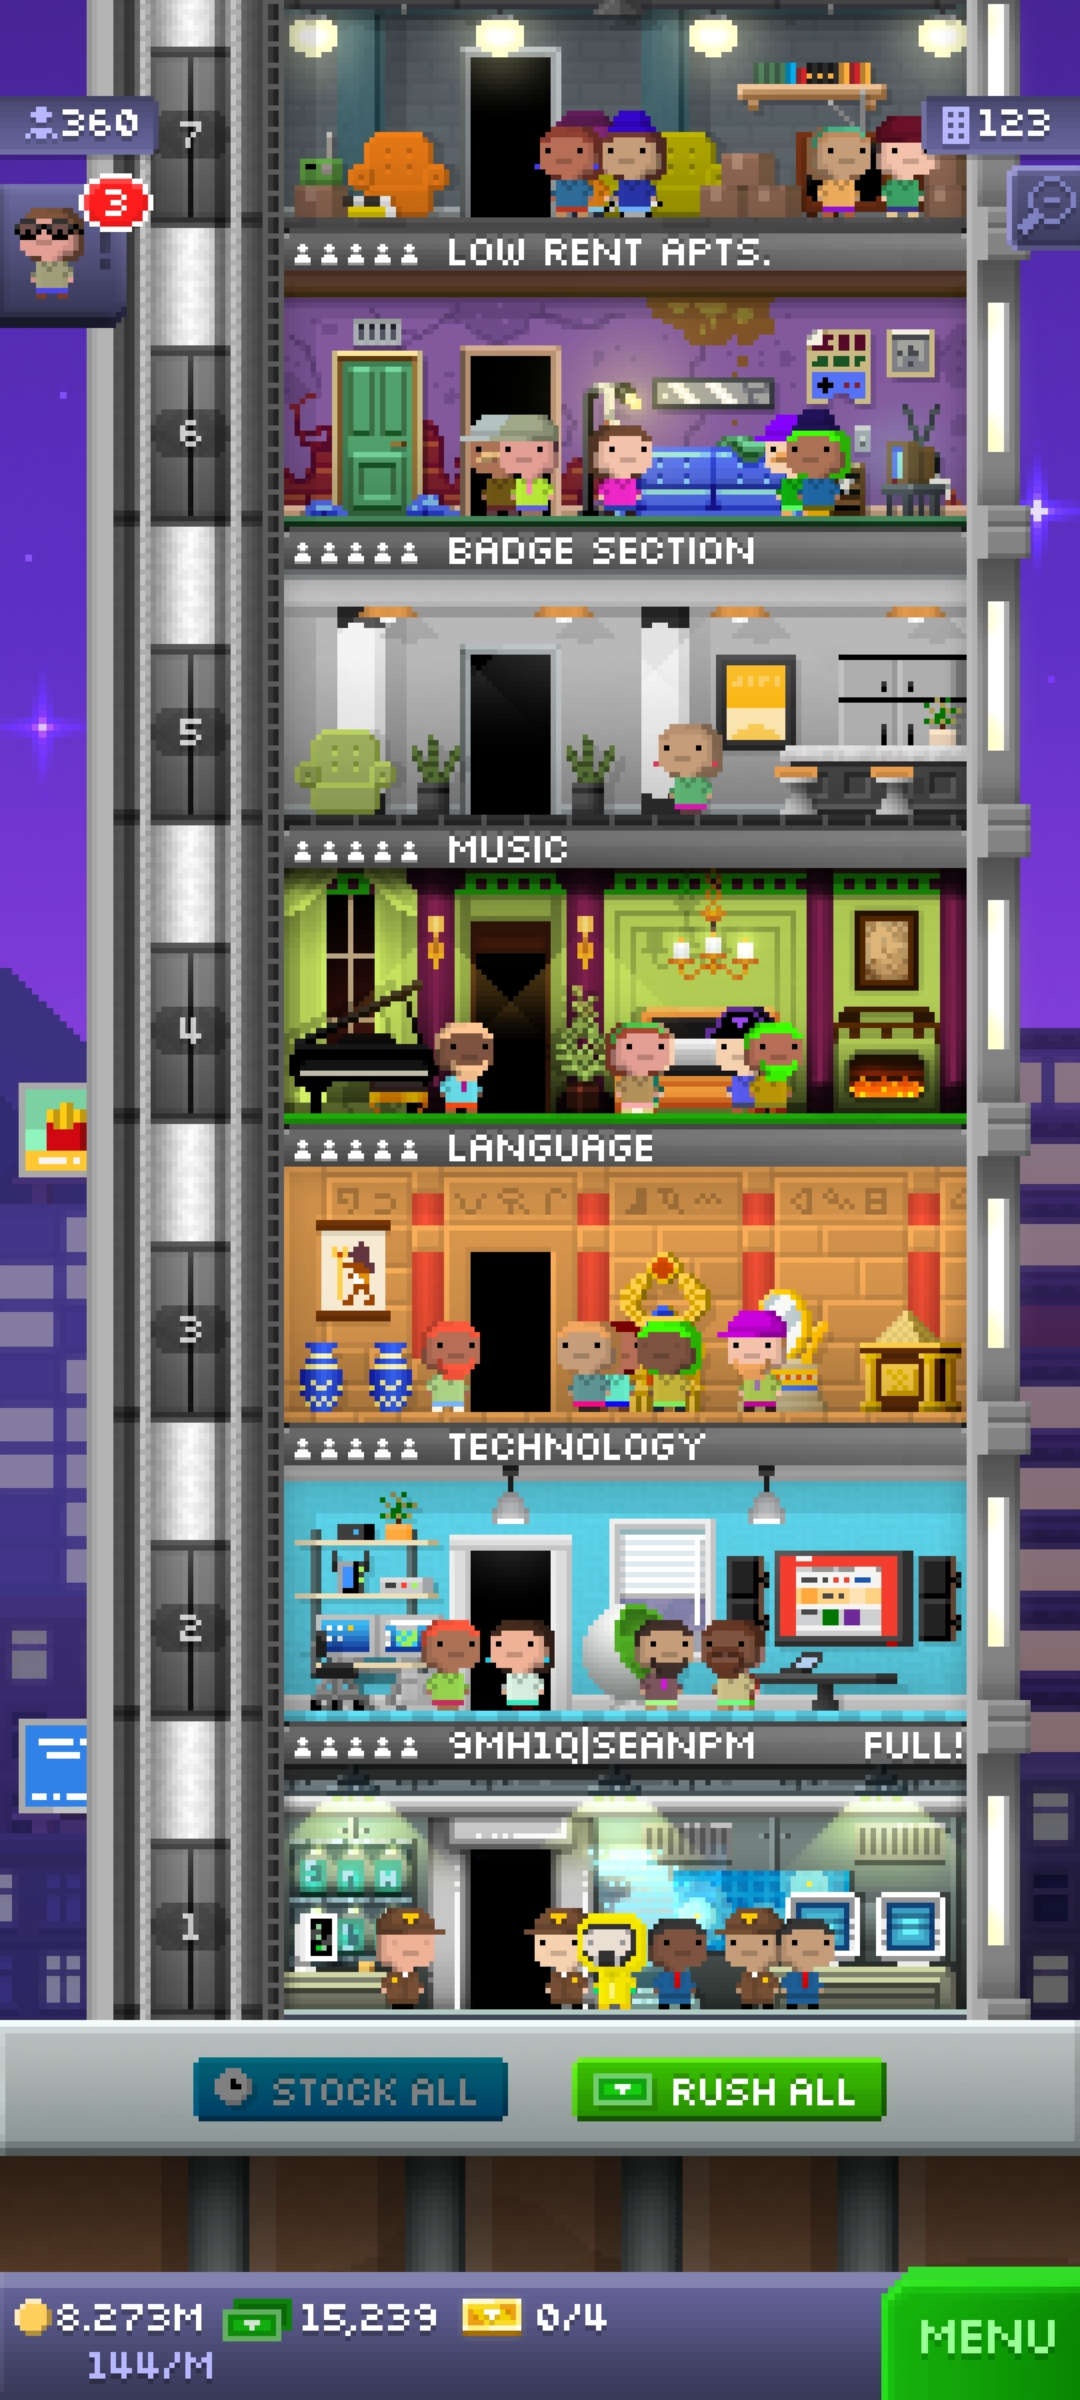 7
360
123
3
LOW RENT APTS.
6
BADGE SECTION
5
MUSIC
4
LANGUAGE
3
TECHNOLOGY
2
9MH1Q|SEANPM FULL!
1
STOCK ALL
RUSH ALL
8.273M 15,239 0/4
144/M
MENU